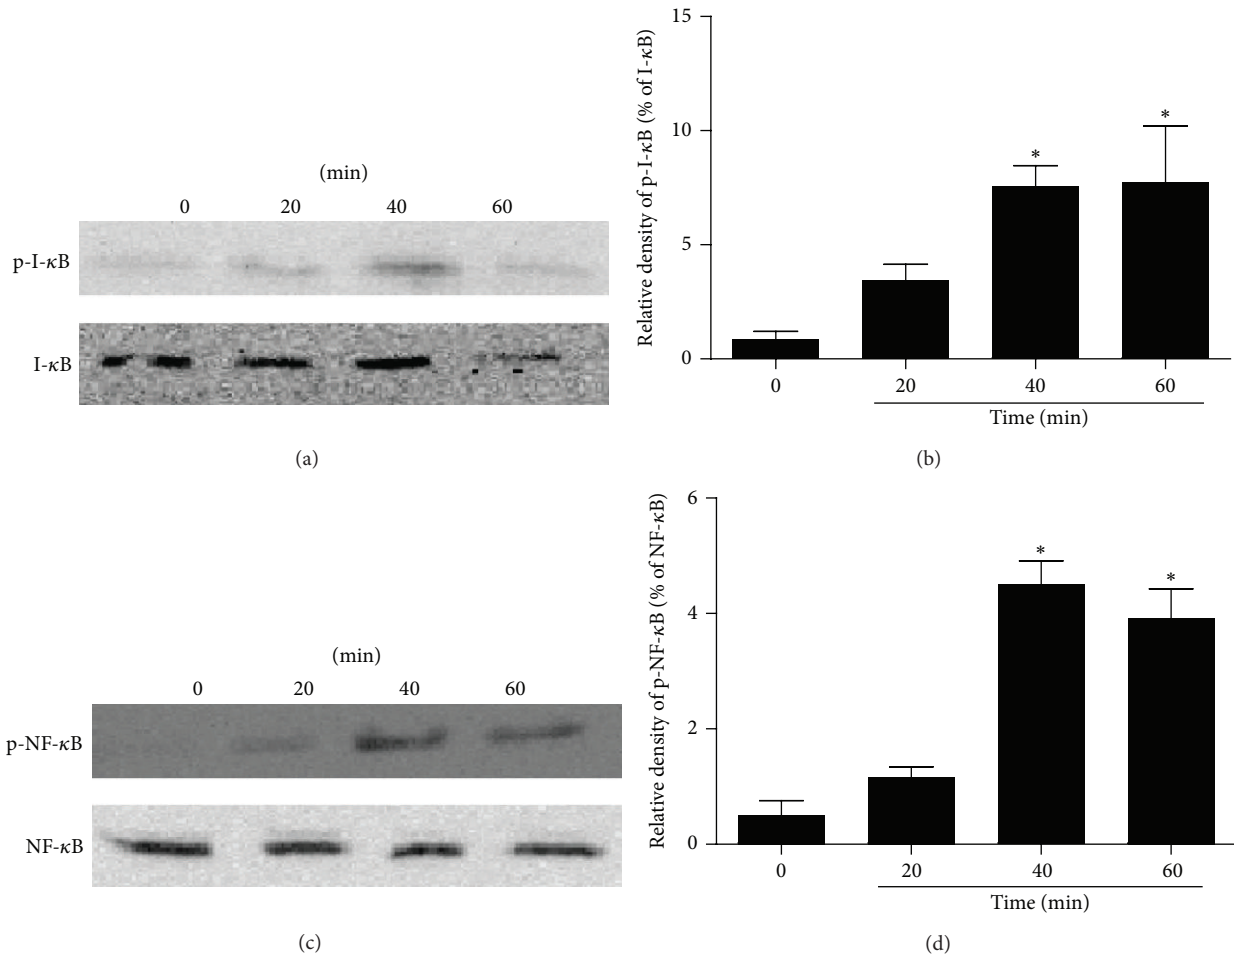 (min)
0 20 40 60
p-I-κB
I-κB
(a)
Relative density of p-I-κB (% of I-κB)
15
10
5
0
* *
0 20 40 60
Time (min)
(b)
(min)
0 20 40 60
p-NF-κB
NF-κB
(c)
Relative density of p-NF-κB (% of NF-κB)
6
4
2
0
* *
0 20 40 60
Time (min)
(d)